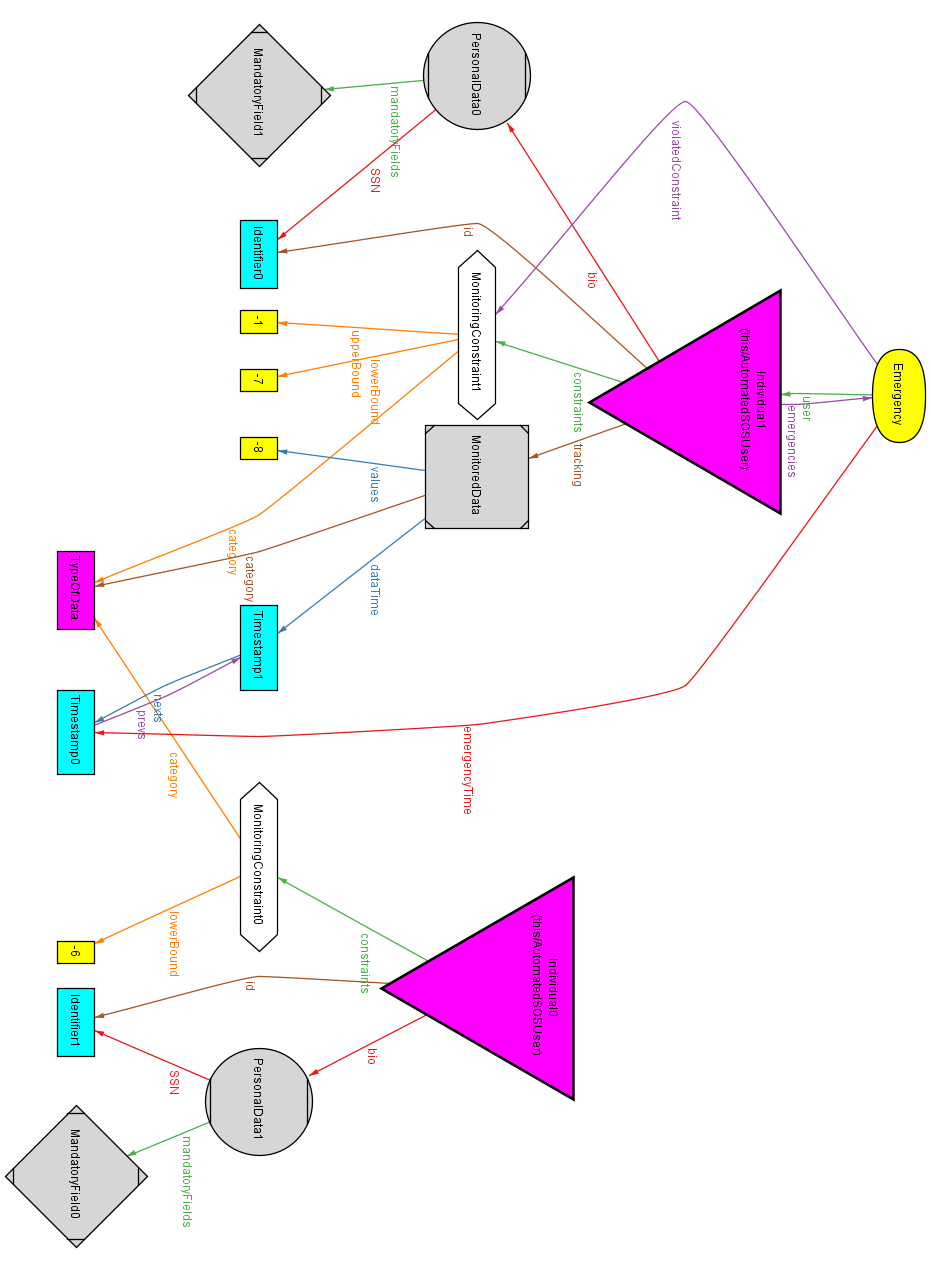 Emergency
user
emergencies
Individual1
(this/AutomatedSOSUser)
violatedConstraint
bio
constraints
tracking
Individual0
(this/AutomatedSOSUser)
PersonalData0
MonitoringConstraint1
MonitoredData
id
emergencyTime
mandatoryFields
SSN
lowerBound
values
dataTime
bio
constraints
upperBound
MandatoryField1
Identifier0
-1
-7
-8
Timestamp1
MonitoringConstraint0
PersonalData1
category
id
category
mandatoryFields
category
lowerBound
SSN
nexts
prevs
TypeOfData
Timestamp0
-6
Identifier1
MandatoryField0